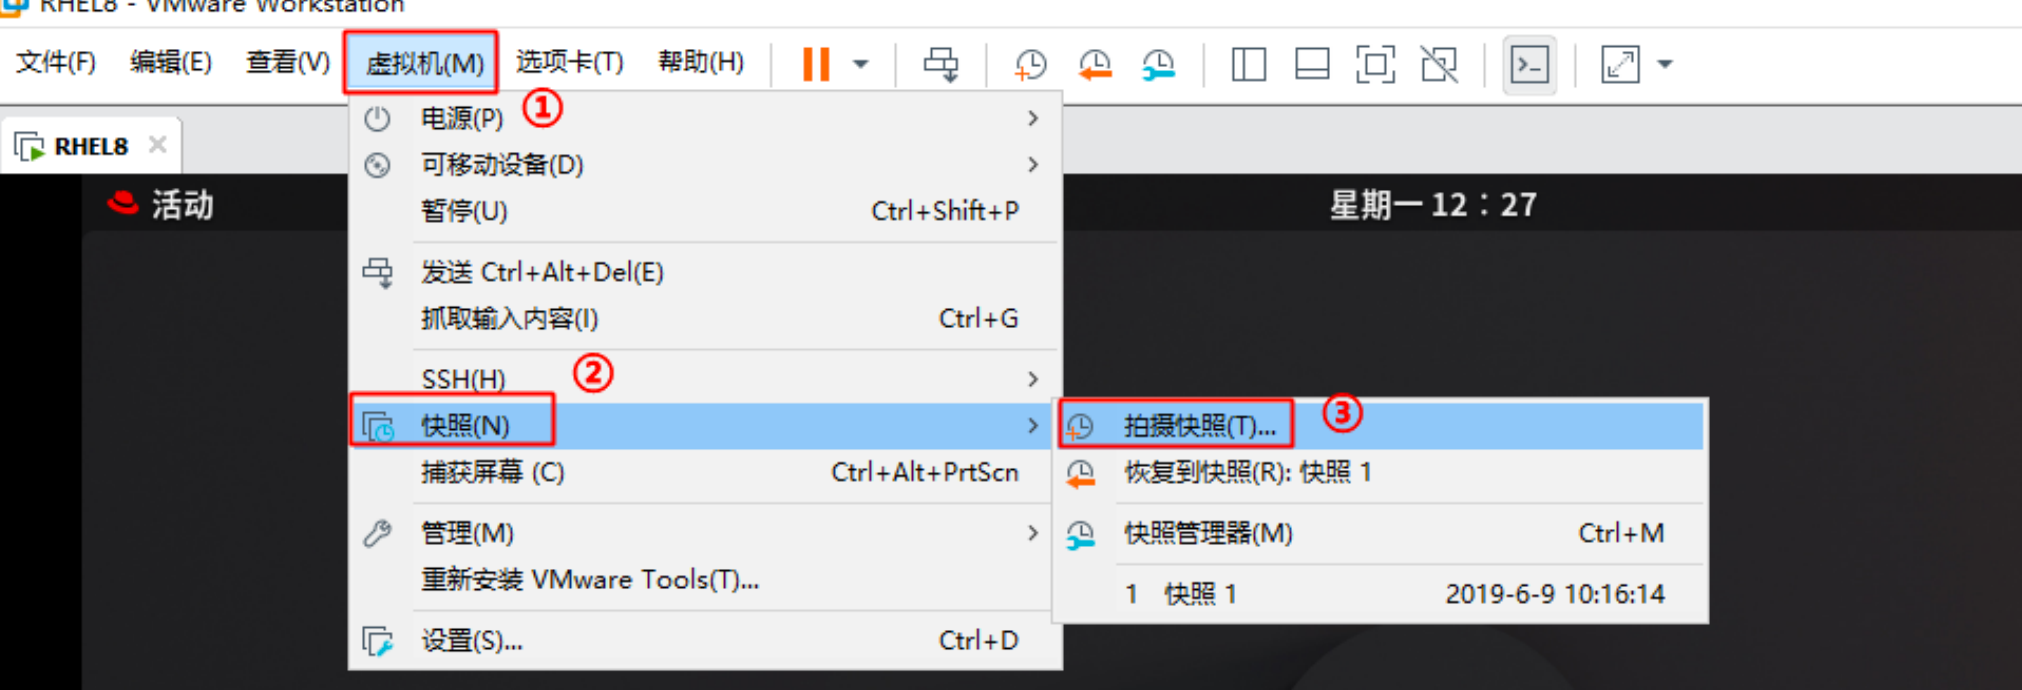 RHEL8 - VMware Workstation
文件(F) 编辑(E) 查看(V) 虚拟机(M) 选项卡(T) 帮助(H)
RHEL8
活动
星期一 12：27
电源(P) ①
可移动设备(D)
暂停(U) Ctrl+Shift+P
发送 Ctrl+Alt+Del(E)
抓取输入内容(I) Ctrl+G
SSH(H) ②
快照(N)
捕获屏幕 (C) Ctrl+Alt+PrtScn
管理(M)
重新安装 VMware Tools(T)...
设置(S)... Ctrl+D
拍摄快照(T)... ③
恢复到快照(R): 快照 1
快照管理器(M) Ctrl+M
1 快照 1 2019-6-9 10:16:14